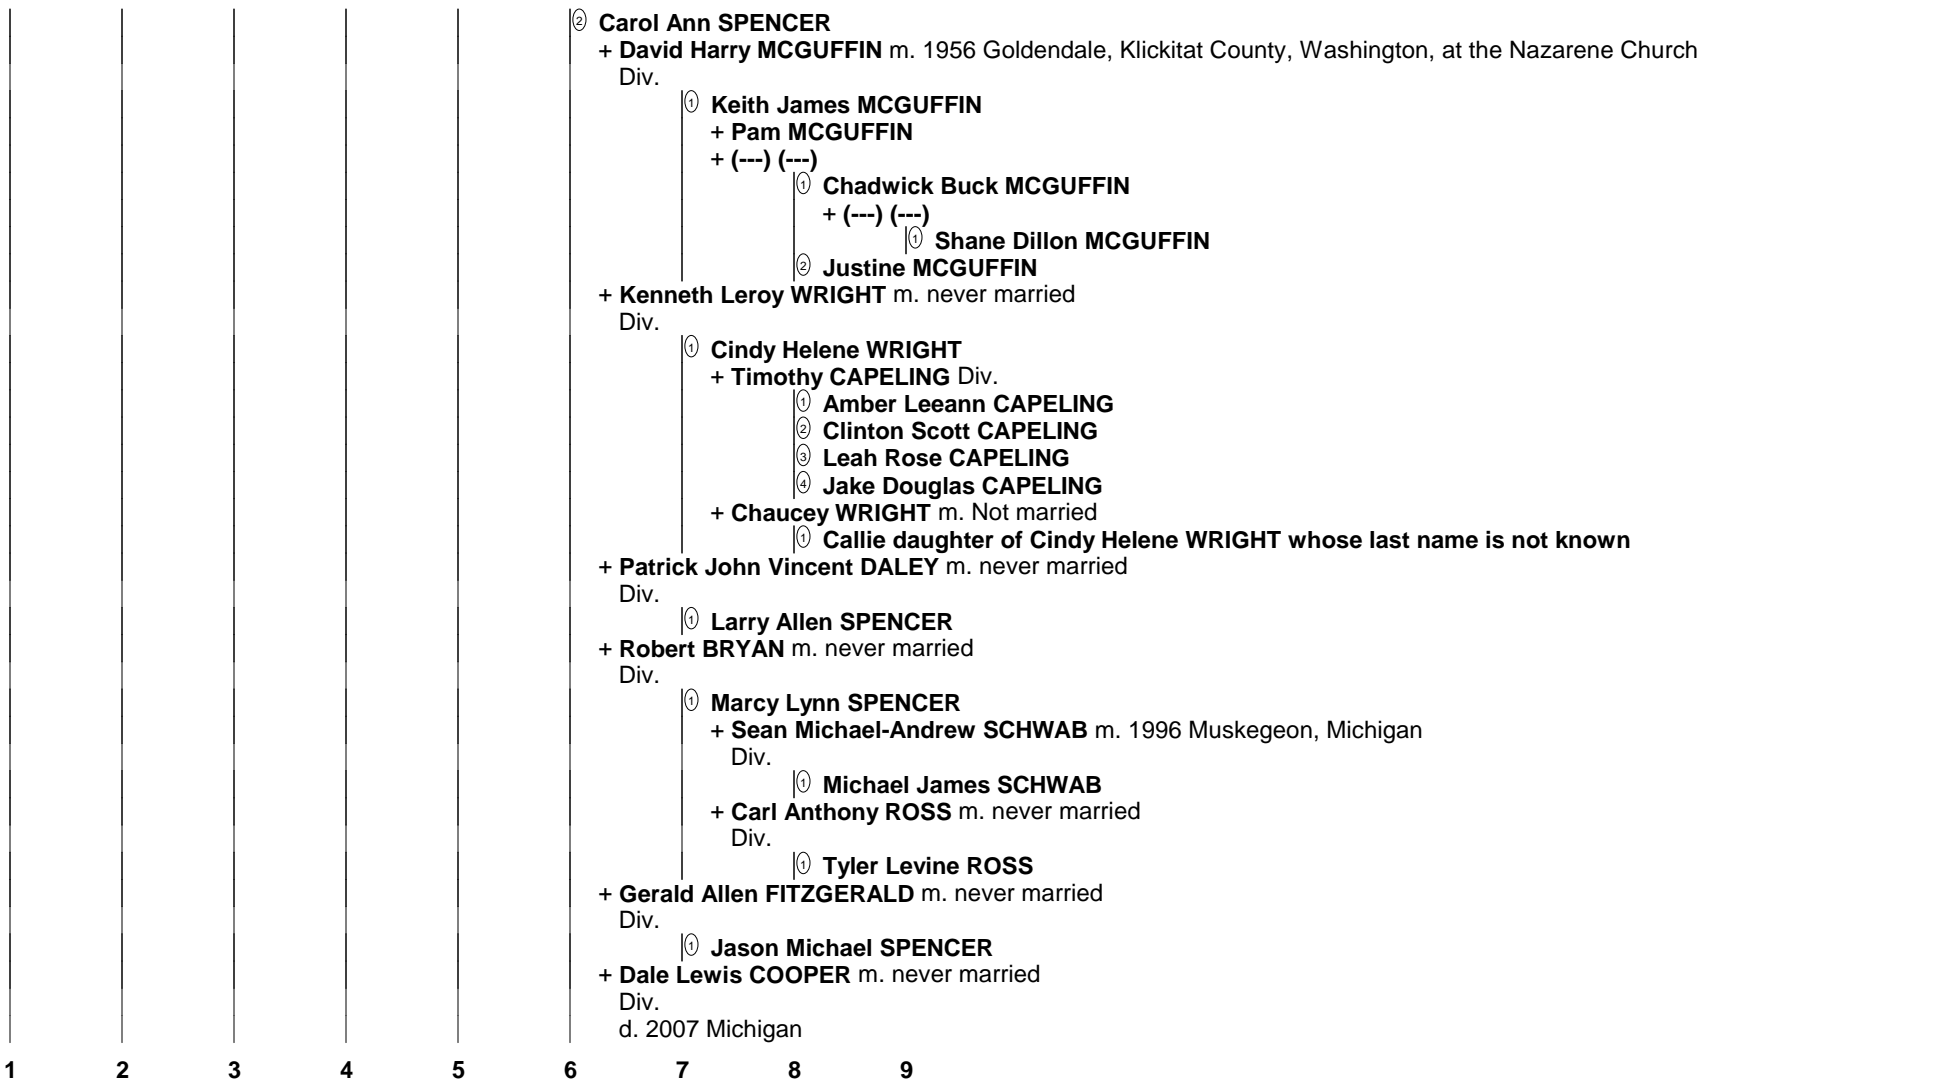 ② Carol Ann SPENCER
+ David Harry MCGUFFIN m. 1956 Goldendale, Klickitat County, Washington, at the Nazarene Church
Div.
① Keith James MCGUFFIN
+ Pam MCGUFFIN
+ (---) (---)
① Chadwick Buck MCGUFFIN
+ (---) (---)
① Shane Dillon MCGUFFIN
② Justine MCGUFFIN
+ Kenneth Leroy WRIGHT m. never married
Div.
① Cindy Helene WRIGHT
+ Timothy CAPELING Div.
① Amber Leeann CAPELING
② Clinton Scott CAPELING
③ Leah Rose CAPELING
④ Jake Douglas CAPELING
+ Chaucey WRIGHT m. Not married
① Callie daughter of Cindy Helene WRIGHT whose last name is not known
+ Patrick John Vincent DALEY m. never married
Div.
① Larry Allen SPENCER
+ Robert BRYAN m. never married
Div.
① Marcy Lynn SPENCER
+ Sean Michael-Andrew SCHWAB m. 1996 Muskegeon, Michigan
Div.
① Michael James SCHWAB
+ Carl Anthony ROSS m. never married
Div.
① Tyler Levine ROSS
+ Gerald Allen FITZGERALD m. never married
Div.
① Jason Michael SPENCER
+ Dale Lewis COOPER m. never married
Div.
d. 2007 Michigan
1 2 3 4 5 6 7 8 9